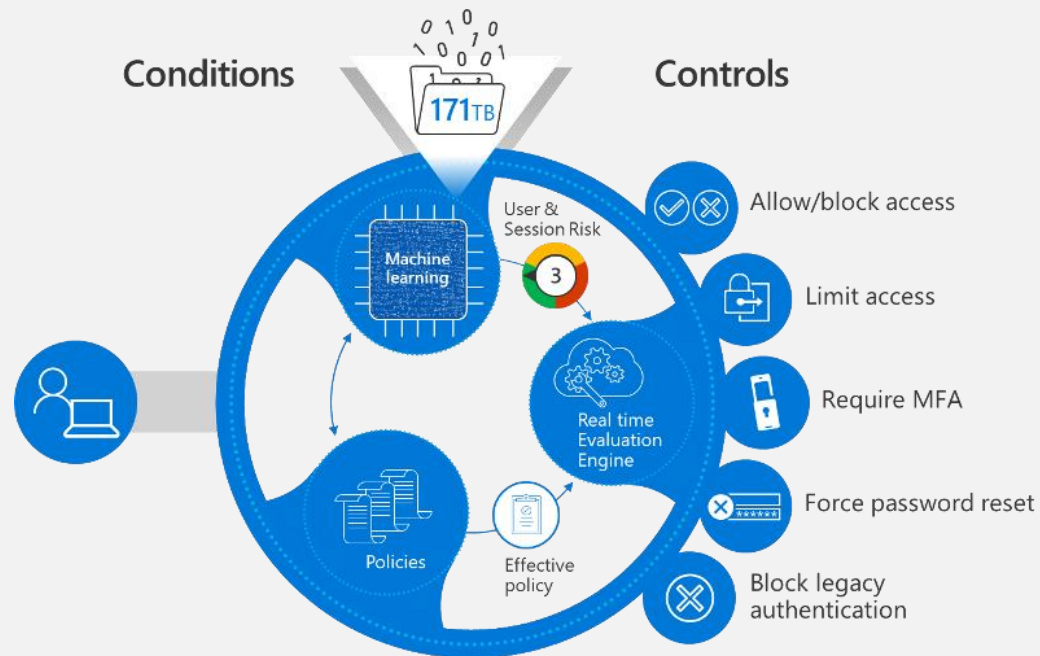 Conditions
Controls
1 0 1 0 0
1 0 0 1 0 0 1
171TB
User &
Session Risk
3
Machine
learning
Real time
Evaluation
Engine
Policies
Effective
policy
Allow/block access
Limit access
Require MFA
Force password reset
******
Block legacy
authentication